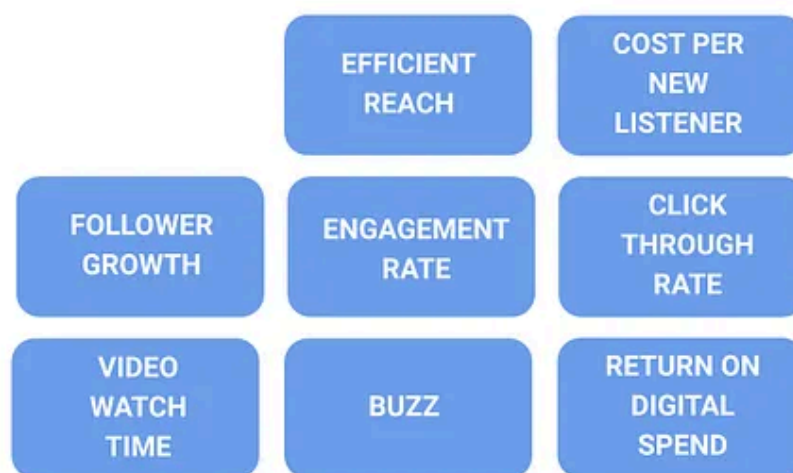 EFFICIENT
REACH
COST PER
NEW
LISTENER
FOLLOWER
GROWTH
ENGAGEMENT
RATE
CLICK
THROUGH
RATE
VIDEO
WATCH
TIME
BUZZ
RETURN ON
DIGITAL
SPEND